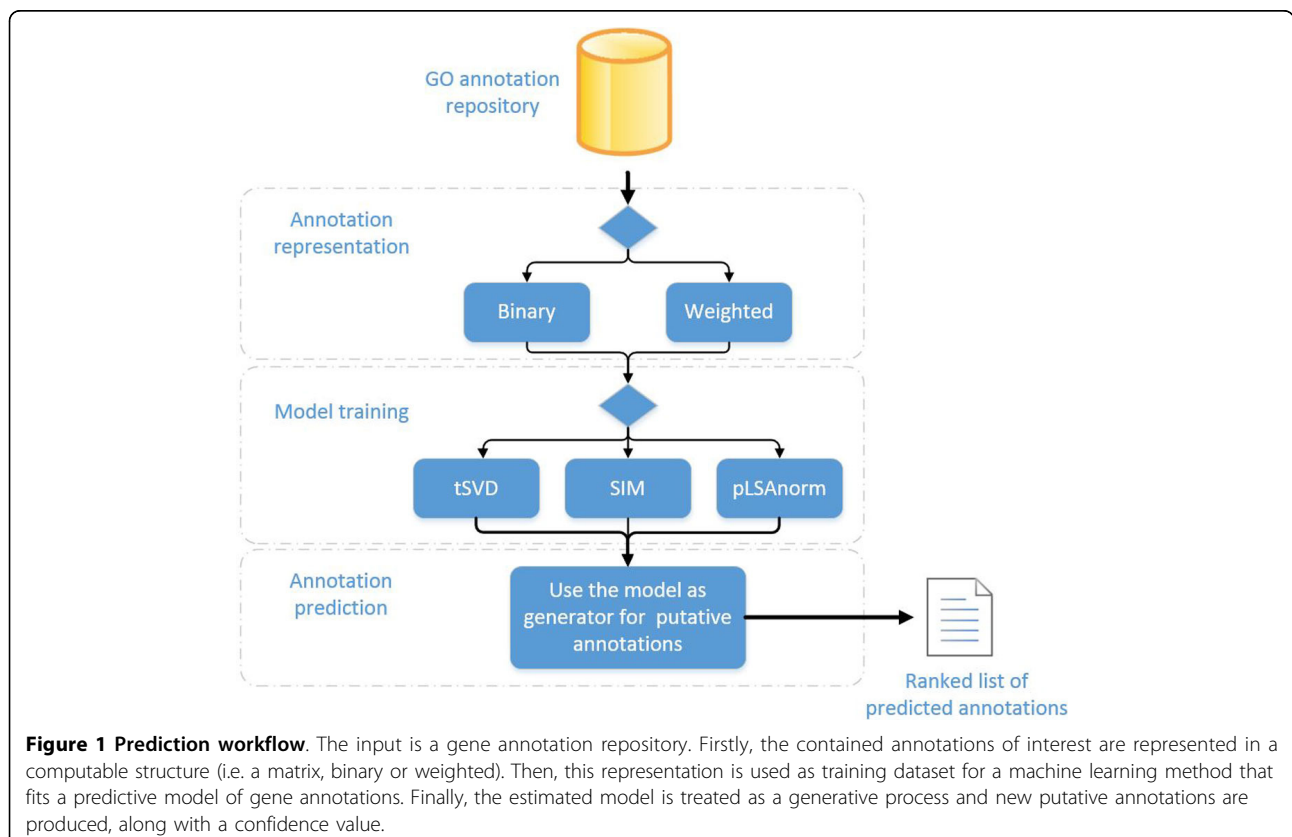 GO annotation
repository
Annotation
representation
Binary
Weighted
Model training
tSVD
SIM
pLSAnorm
Annotation
prediction
Use the model as
generator for putative
annotations
Ranked list of
predicted annotations
Figure 1 Prediction workflow. The input is a gene annotation repository. Firstly, the contained annotations of interest are represented in a
computable structure (i.e. a matrix, binary or weighted). Then, this representation is used as training dataset for a machine learning method that
fits a predictive model of gene annotations. Finally, the estimated model is treated as a generative process and new putative annotations are
produced, along with a confidence value.